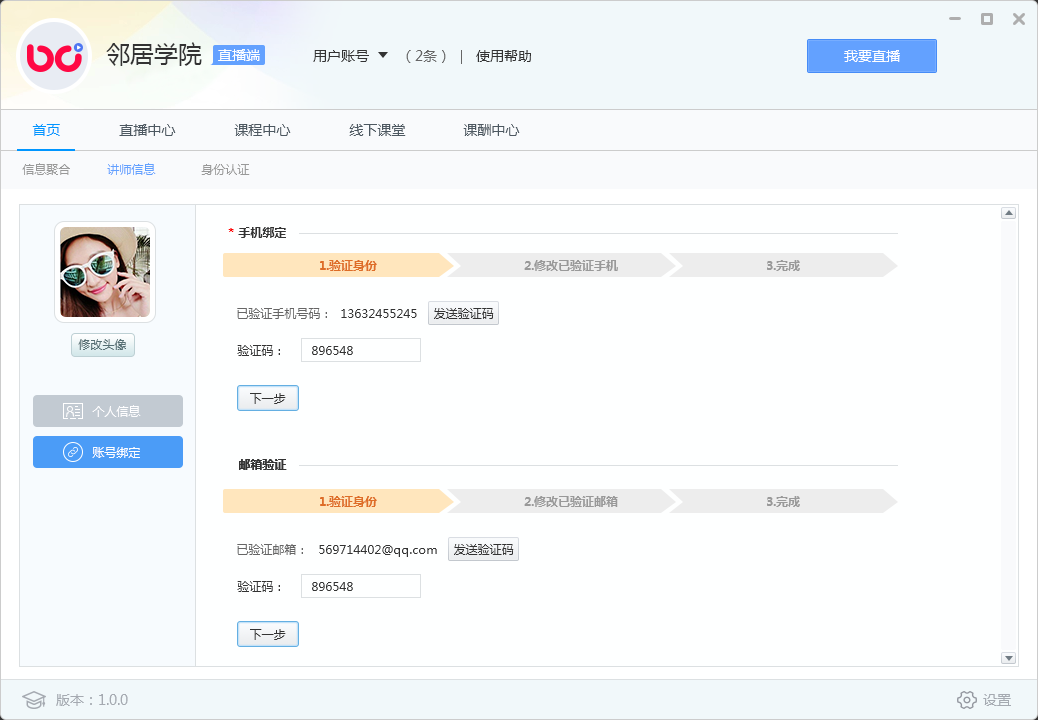 邻居学院 直播端 用户账号 （2条） | 使用帮助 我要直播
首页 直播中心 课程中心 线下课堂 课酬中心
信息聚合 讲师信息 身份认证
修改头像
个人信息
账号绑定
* 手机绑定
1.验证身份 2.修改已验证手机 3.完成
已验证手机号码： 13632455245 发送验证码
验证码： 896548
下一步
邮箱验证
1.验证身份 2.修改已验证邮箱 3.完成
已验证邮箱： 569714402@qq.com 发送验证码
验证码： 896548
下一步
版本：1.0.0 设置